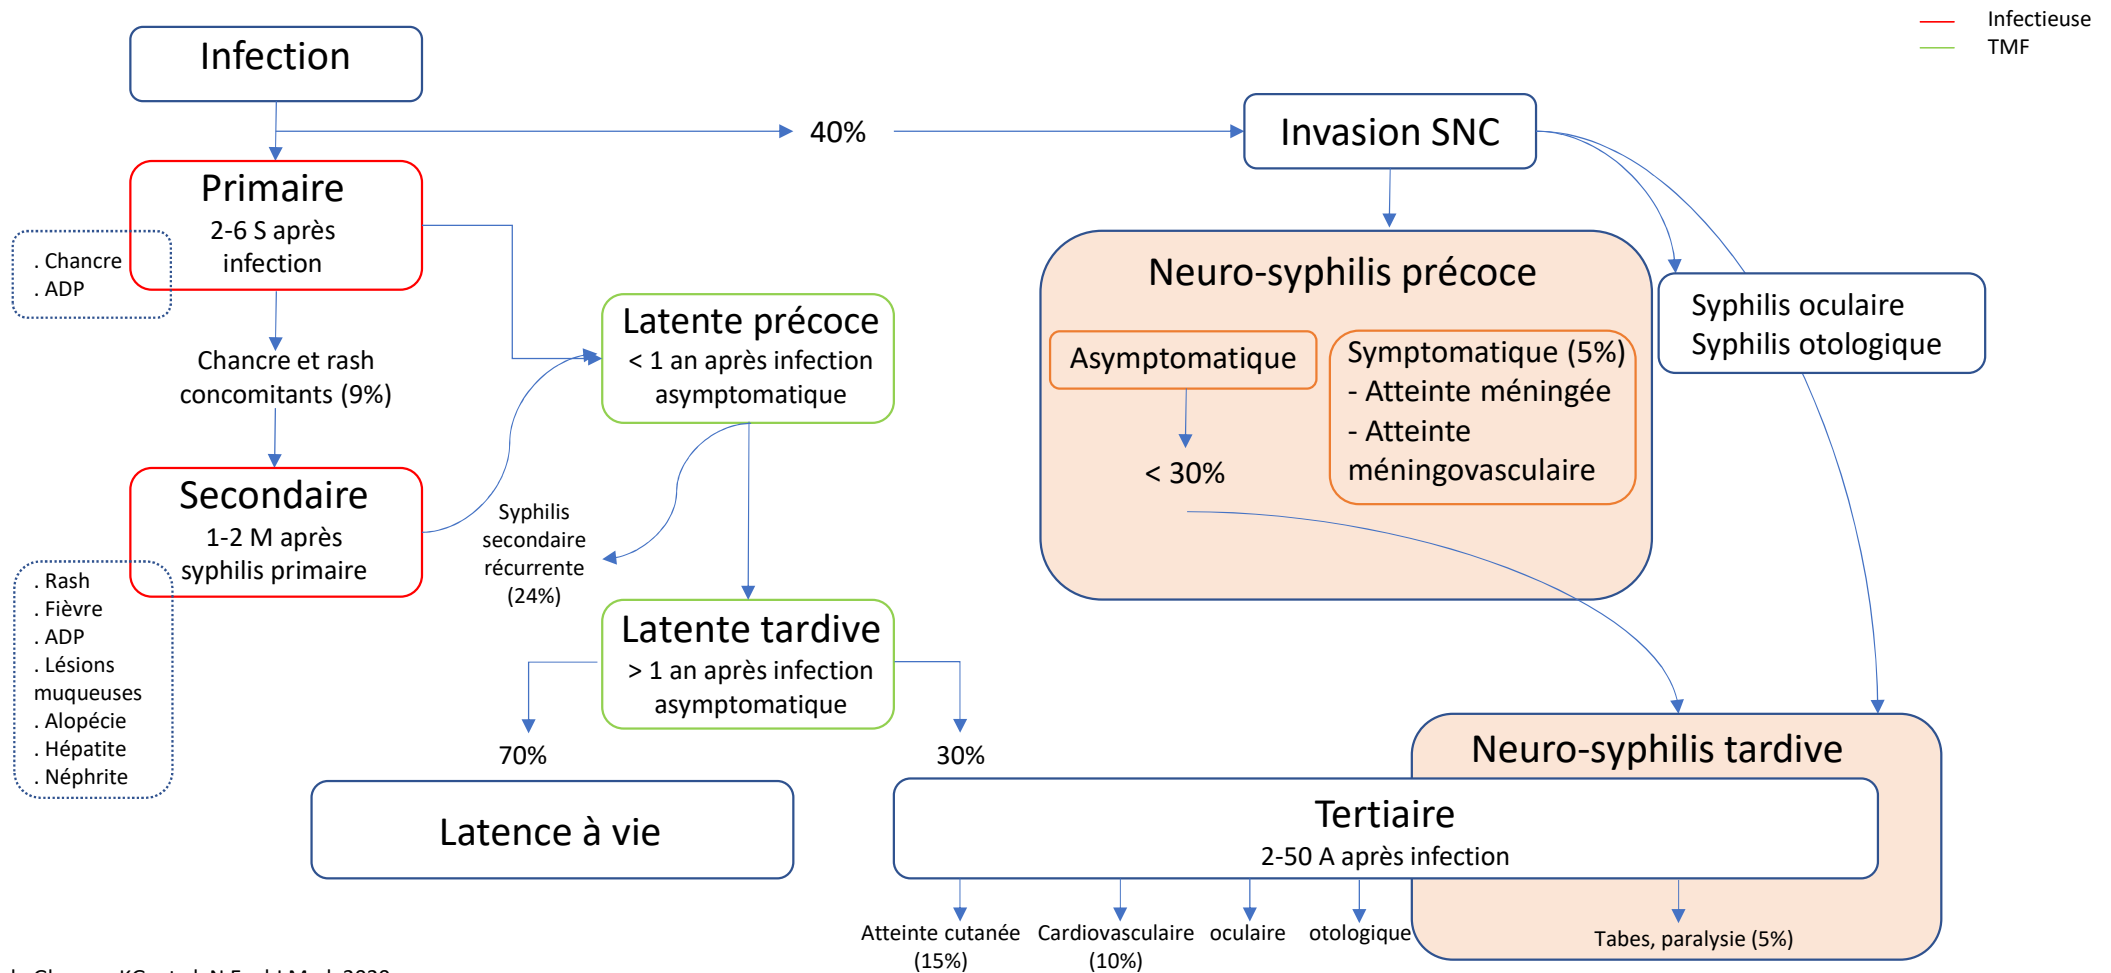 Infectieuse
TMF
Infection
40%
Invasion SNC
Primaire
2-6 S après
infection
. Chancre
. ADP
Chancre et rash
concomitants (9%)
Secondaire
1-2 M après
syphilis primaire
. Rash
. Fièvre
. ADP
. Lésions
muqueuses
. Alopécie
. Hépatite
. Néphrite
Latente précoce
< 1 an après infection
asymptomatique
Syphilis
secondaire
récurrente
(24%)
Latente tardive
> 1 an après infection
asymptomatique
70%
30%
Latence à vie
Neuro-syphilis précoce
Asymptomatique
< 30%
Symptomatique (5%)
- Atteinte méningée
- Atteinte
méningovasculaire
Syphilis oculaire
Syphilis otologique
Neuro-syphilis tardive
Tertiaire
2-50 A après infection
Atteinte cutanée
(15%)
Cardiovasculaire
(10%)
oculaire
otologique
Tabes, paralysie (5%)